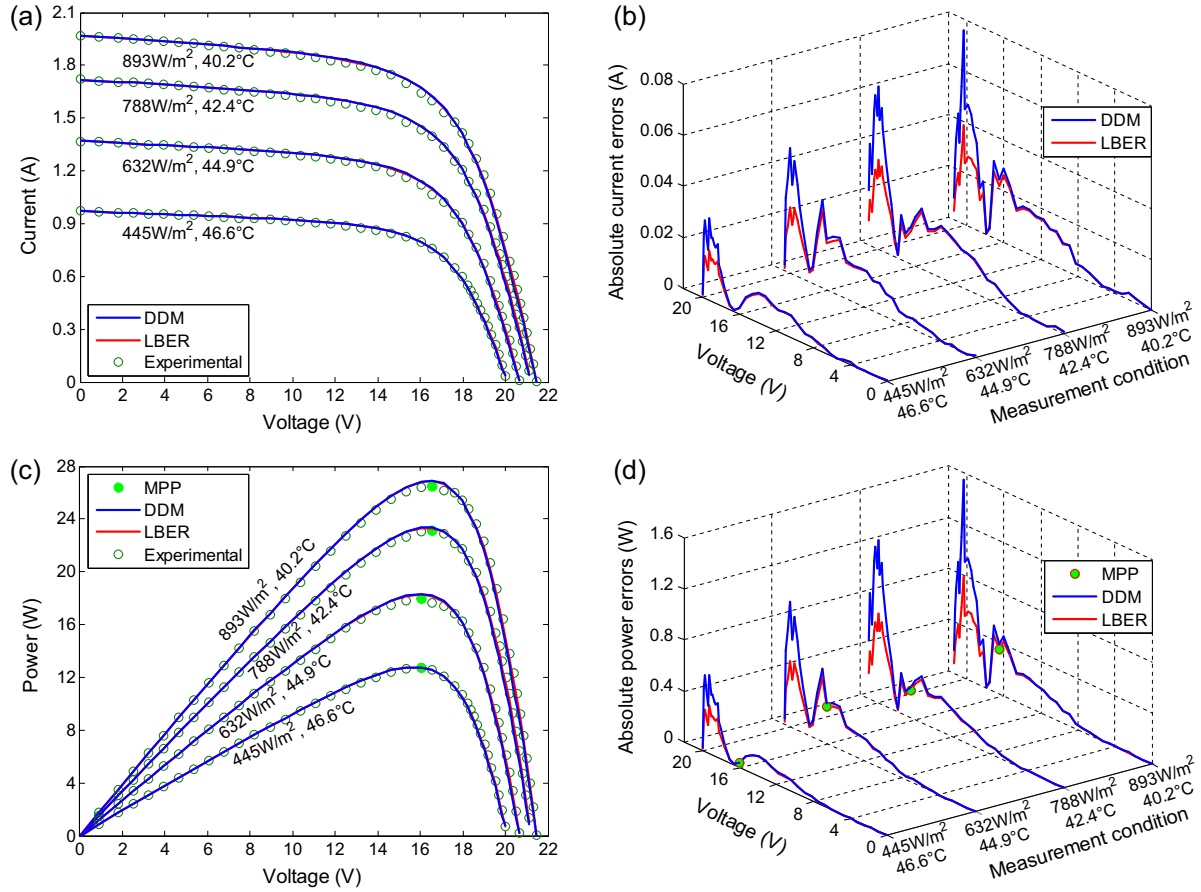 (a)
2.1
1.8
1.5
1.2
0.9
0.6
0.3
0
Current (A)
893W/m², 40.2°C
788W/m², 42.4°C
632W/m², 44.9°C
445W/m², 46.6°C
DDM
LBER
Experimental
0 2 4 6 8 10 12 14 16 18 20 22
Voltage (V)
(b)
0.08
0.06
0.04
0.02
0
Absolute current errors (A)
DDM
LBER
20
16
12
8
4
0
Voltage (V)
445W/m²
46.6°C
632W/m²
44.9°C
788W/m²
42.4°C
893W/m²
40.2°C
Measurement condition
(c)
28
24
20
16
12
8
4
0
Power (W)
MPP
DDM
LBER
Experimental
893W/m², 40.2°C
788W/m², 42.4°C
632W/m², 44.9°C
445W/m², 46.6°C
0 2 4 6 8 10 12 14 16 18 20 22
Voltage (V)
(d)
1.6
1.2
0.8
0.4
0
Absolute power errors (W)
MPP
DDM
LBER
20
16
12
8
4
0
Voltage (V)
445W/m²
46.6°C
632W/m²
44.9°C
788W/m²
42.4°C
893W/m²
40.2°C
Measurement condition